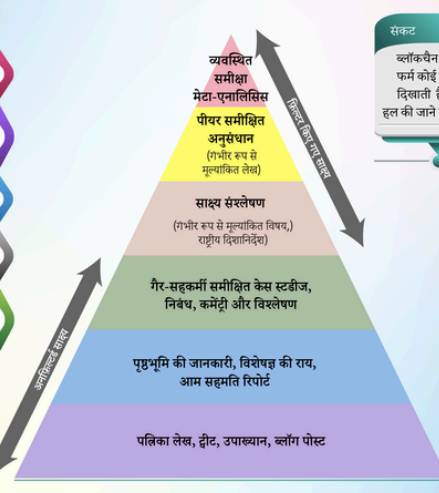 व्यवस्थित
समीक्षा
मेटा-एनालिसिस
पीयर समीक्षित
अनुसंधान
(गंभीर रूप से
मूल्यांकित लेख)
साक्ष्य संश्लेषण
(गंभीर रूप से मूल्यांकित विषय,)
राष्ट्रीय दिशानिर्देश)
गैर-सहकर्मी समीक्षित केस स्टडीज,
निबंध, कमेंट्री और विश्लेषण
पृष्ठभूमि की जानकारी, विशेषज्ञ की राय,
आम सहमति रिपोर्ट
पत्रिका लेख, ट्वीट, उपाख्यान, ब्लॉग पोस्ट
फ़िल्टर किए गए साक्ष्य
अनफ़िल्टर्ड साक्ष्य
संकट
ब्लॉकचैन
फर्म कोई
दिखाती
हल की जाने